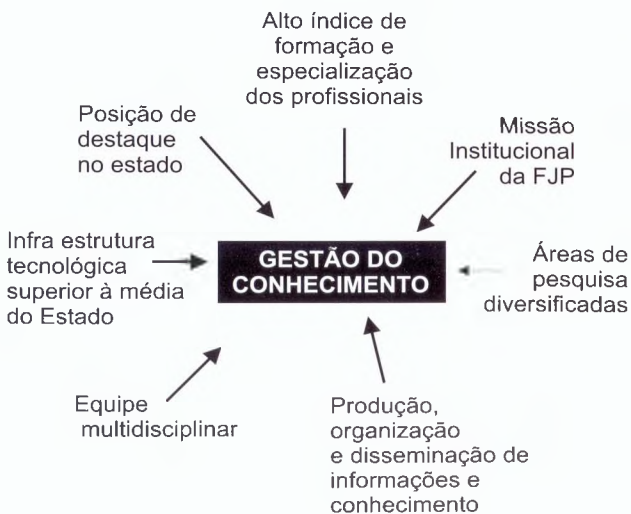 Alto índice de
formação e
especialização
dos profissionais
Posição de
destaque
no estado
Missão
Institucional
da FJP
Infra estrutura
tecnológica
superior à média
do Estado
GESTÃO DO
CONHECIMENTO
Áreas de
pesquisa
diversificadas
Equipe
multidisciplinar
Produção,
organização
e disseminação de
informações e
conhecimento